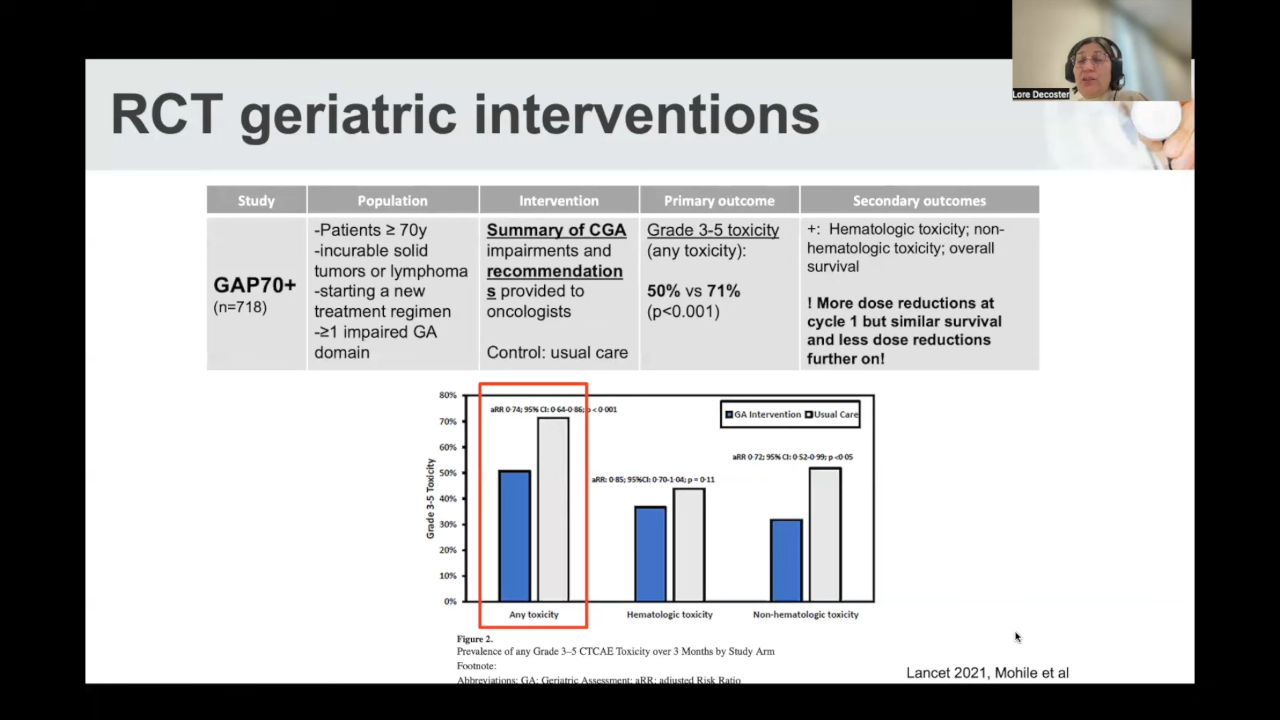 Lore Decoster
RCT geriatric interventions
Study
Population
Intervention
Primary outcome
Secondary outcomes
GAP70+
(n=718)
-Patients ≥ 70y
-incurable solid
tumors or lymphoma
-starting a new
treatment regimen
-≥1 impaired GA
domain
Summary of CGA
impairments and
recommendation
s provided to
oncologists
Control: usual care
Grade 3-5 toxicity
(any toxicity):
50% vs 71%
(p<0.001)
+: Hematologic toxicity; non-
hematologic toxicity; overall
survival
! More dose reductions at
cycle 1 but similar survival
and less dose reductions
further on!
Grade 3-5 Toxicity
80%
70%
60%
50%
40%
30%
20%
10%
0%
aRR 0·74; 95% CI: 0·64-0·86; p < 0·001
aRR: 0·85; 95%CI: 0·70-1·04; p = 0·11
aRR 0·72; 95% CI: 0·52-0·99; p <0·05
GA Intervention
Usual Care
Any toxicity
Hematologic toxicity
Non-hematologic toxicity
Figure 2.
Prevalence of any Grade 3–5 CTCAE Toxicity over 3 Months by Study Arm
Footnote:
Abbreviations: GA: Geriatric Assessment; aRR: adjusted Risk Ratio
Lancet 2021, Mohile et al